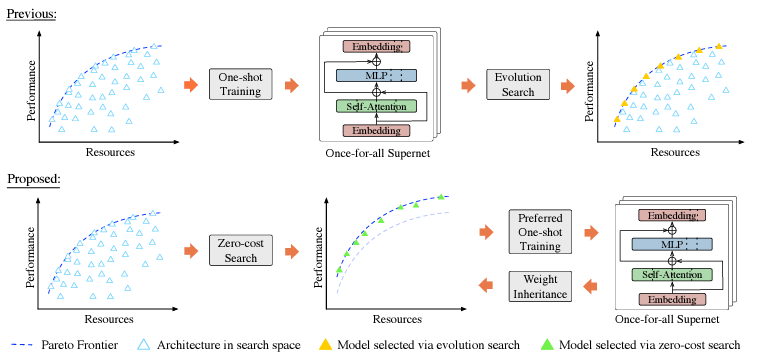 Previous:
Performance
Resources
One-shot
Training
Embedding
MLP
Self-Attention
Embedding
Once-for-all Supernet
Evolution
Search
Performance
Resources
Proposed:
Performance
Resources
Zero-cost
Search
Performance
Resources
Preferred
One-shot
Training
Weight
Inheritance
Embedding
MLP
Self-Attention
Embedding
Once-for-all Supernet
Pareto Frontier
Architecture in search space
Model selected via evolution search
Model selected via zero-cost search